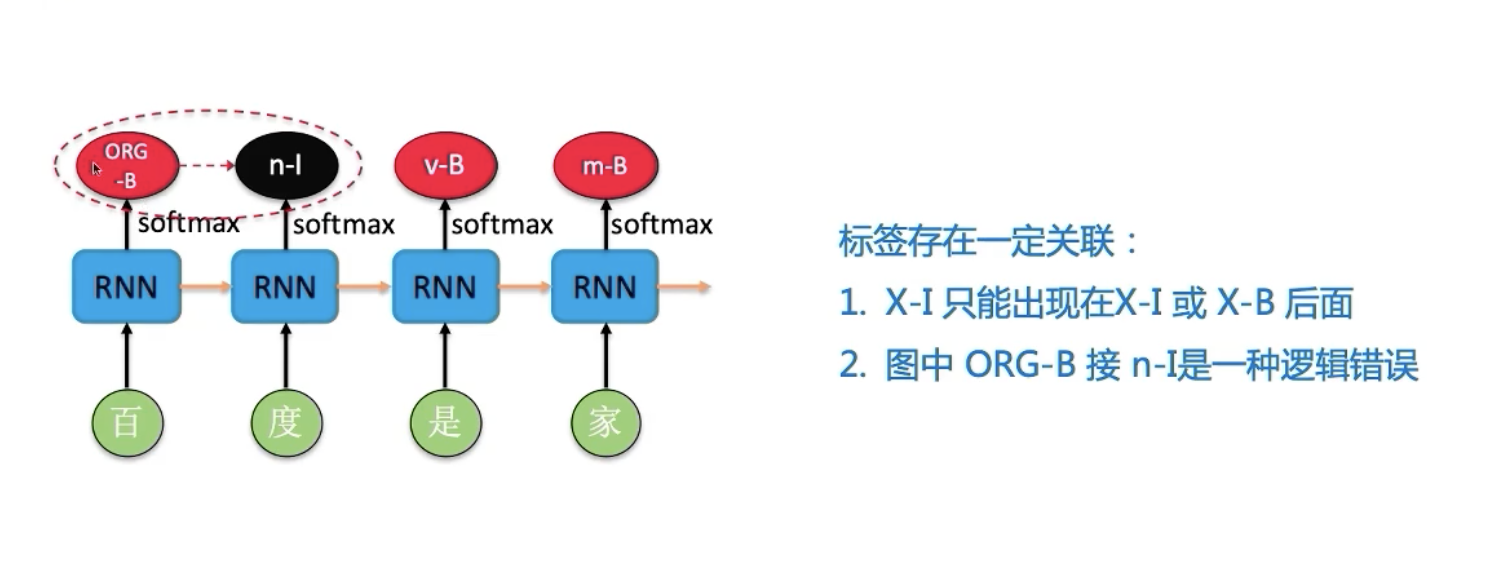 ORG
-B
n-I
v-B
m-B
softmax
softmax
softmax
softmax
RNN
RNN
RNN
RNN
百
度
是
家
标签存在一定关联：
1. X-I 只能出现在X-I 或 X-B 后面
2. 图中 ORG-B 接 n-I是一种逻辑错误